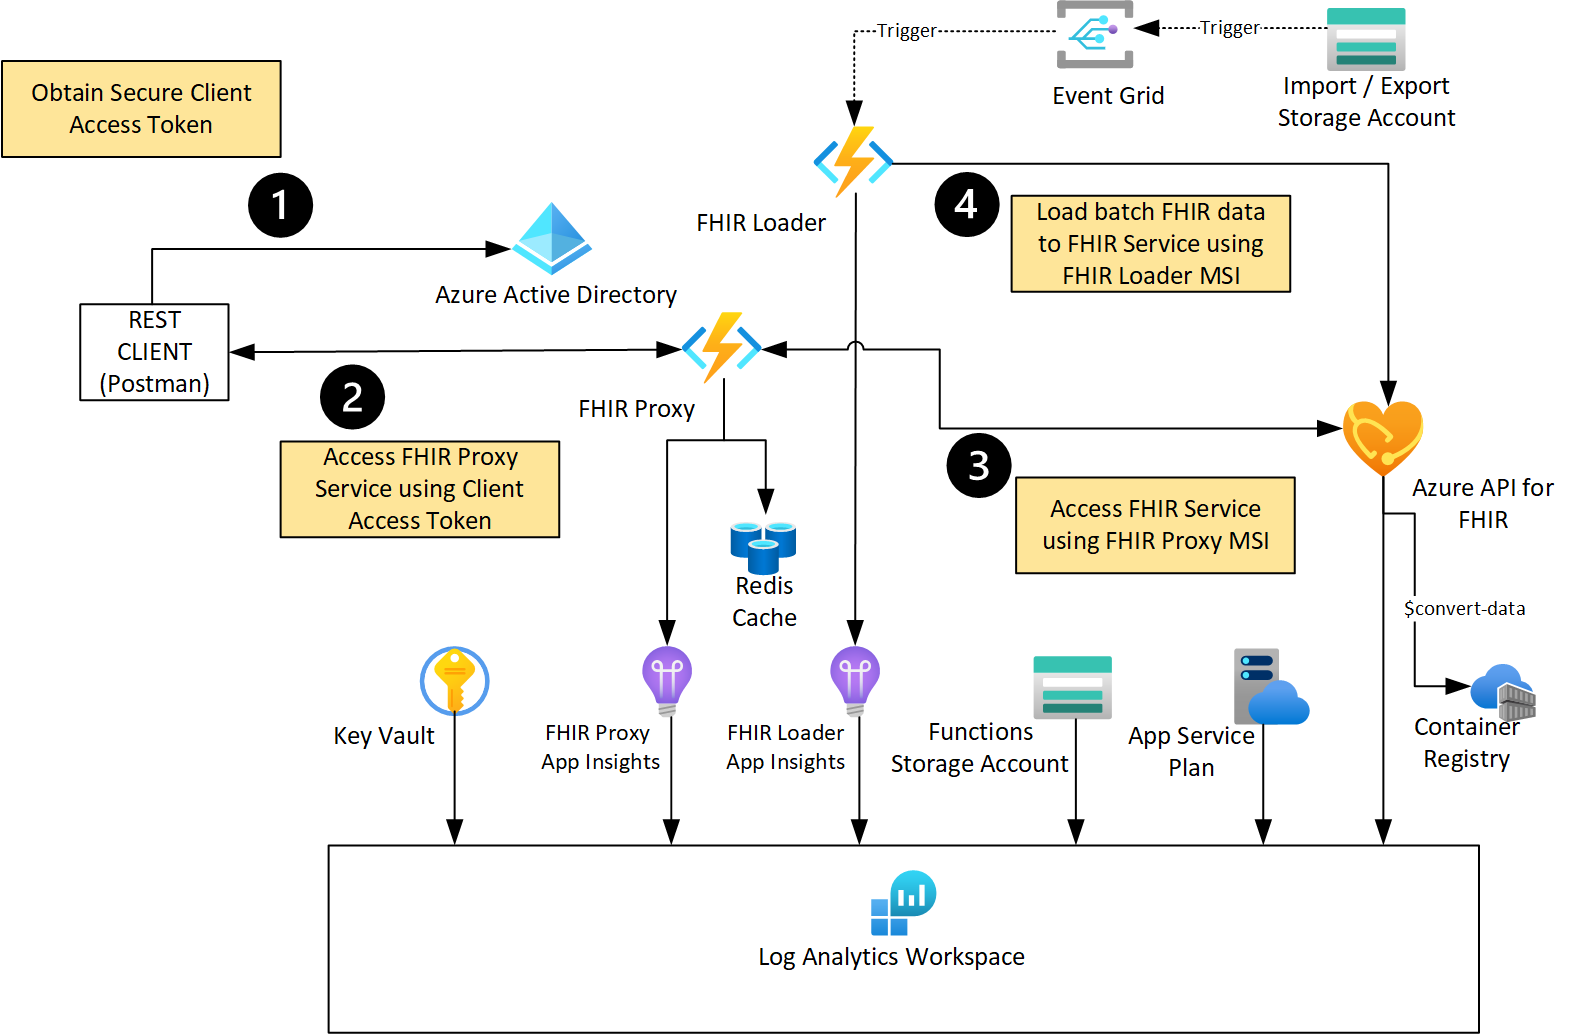 Trigger
Trigger
Event Grid
Import / Export
Storage Account
Obtain Secure Client
Access Token
1
Azure Active Directory
FHIR Loader
4
Load batch FHIR data
to FHIR Service using
FHIR Loader MSI
REST
CLIENT
(Postman)
2
Access FHIR Proxy
Service using Client
Access Token
FHIR Proxy
3
Access FHIR Service
using FHIR Proxy MSI
Azure API for
FHIR
Redis
Cache
$convert-data
Key Vault
FHIR Proxy
App Insights
FHIR Loader
App Insights
Functions
Storage Account
App Service
Plan
Container
Registry
Log Analytics Workspace